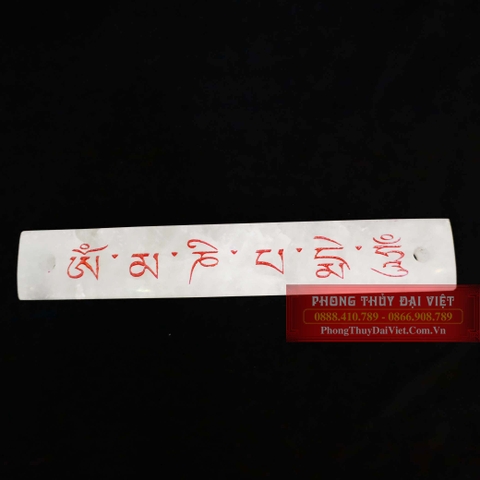 ཨོཾ་མ་ཎི་པ་དྨེ་ཧཱུྃ
PHONG THỦY ĐẠI VIỆT
0888.410.789 - 0866.908.789
PhongThuyDaiViet.Com.Vn